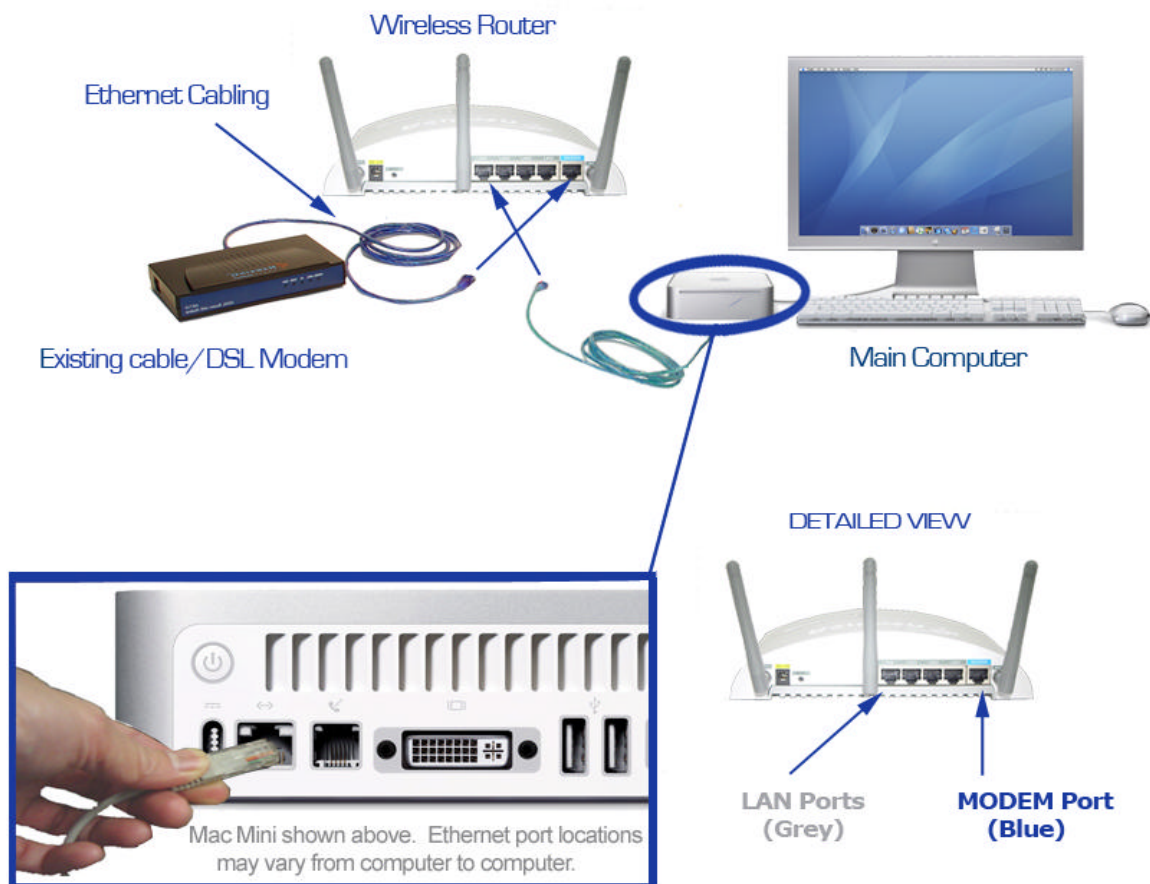 Wireless Router
Ethernet Cabling
Existing cable/DSL Modem
Main Computer
DETAILED VIEW
LAN Ports
(Grey)
MODEM Port
(Blue)
Mac Mini shown above. Ethernet port locations
may vary from computer to computer.